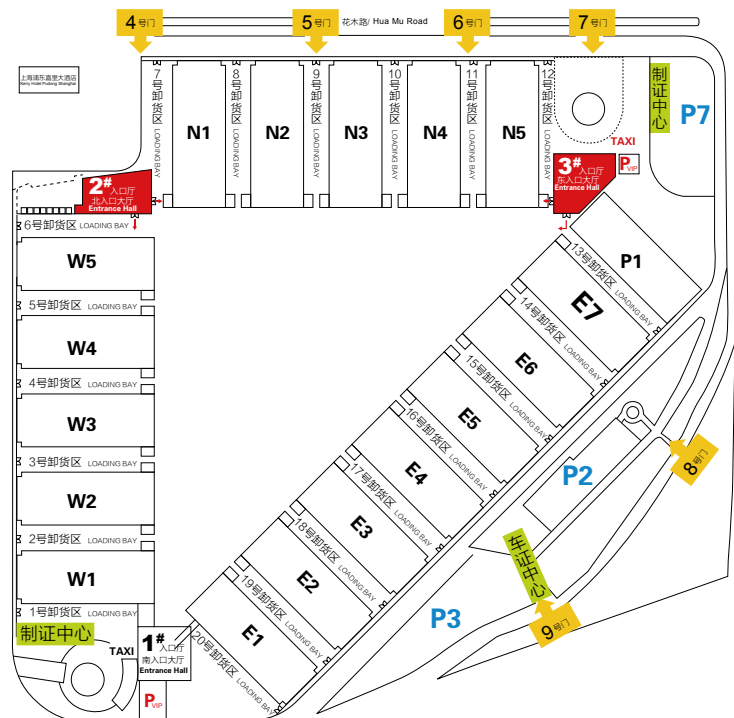 4号门
5号门
花木路/ Hua Mu Road
6号门
7号门
上海浦东嘉里大酒店
Kerry Hotel Pudong Shanghai
7号卸货区 LOADING BAY
N1
8号卸货区 LOADING BAY
N2
9号卸货区 LOADING BAY
N3
10号卸货区 LOADING BAY
N4
11号卸货区 LOADING BAY
N5
12号卸货区 LOADING BAY
制证中心
P7
TAXI
PVIP
2# 入口厅
北入口大厅
Entrance Hall
3# 入口厅
东入口大厅
Entrance Hall
6号卸货区 LOADING BAY
W5
5号卸货区 LOADING BAY
W4
4号卸货区 LOADING BAY
W3
3号卸货区 LOADING BAY
W2
2号卸货区 LOADING BAY
W1
1号卸货区 LOADING BAY
制证中心
TAXI
1# 入口厅
南入口大厅
Entrance Hall
PVIP
P1
13号卸货区 LOADING BAY
E7
14号卸货区 LOADING BAY
E6
15号卸货区 LOADING BAY
E5
16号卸货区 LOADING BAY
E4
17号卸货区 LOADING BAY
E3
18号卸货区 LOADING BAY
E2
19号卸货区 LOADING BAY
E1
20号卸货区 LOADING BAY
P2
8号门
车证中心
P3
9号门